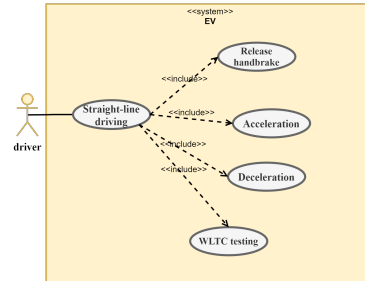 <<system>>
EV
Release
handbrake
<<include>>
Straight-line
driving
<<include>>
Acceleration
driver
<<include>>
<<include>>
Deceleration
WLTC testing